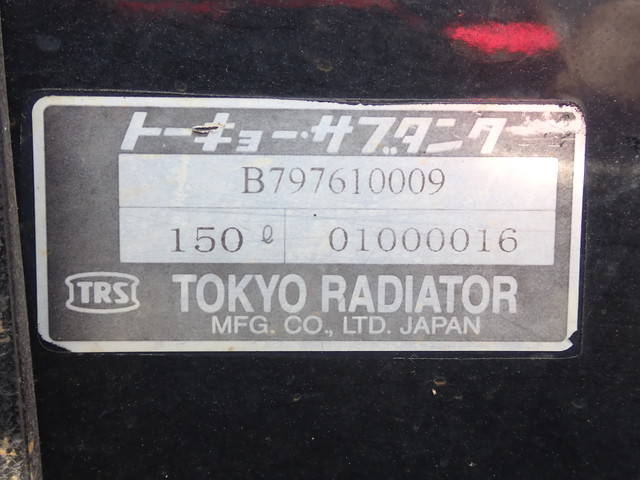 トーキョー・サブタンク
B797610009
150ℓ 01000016
TRS TOKYO RADIATOR
MFG. CO., LTD. JAPAN